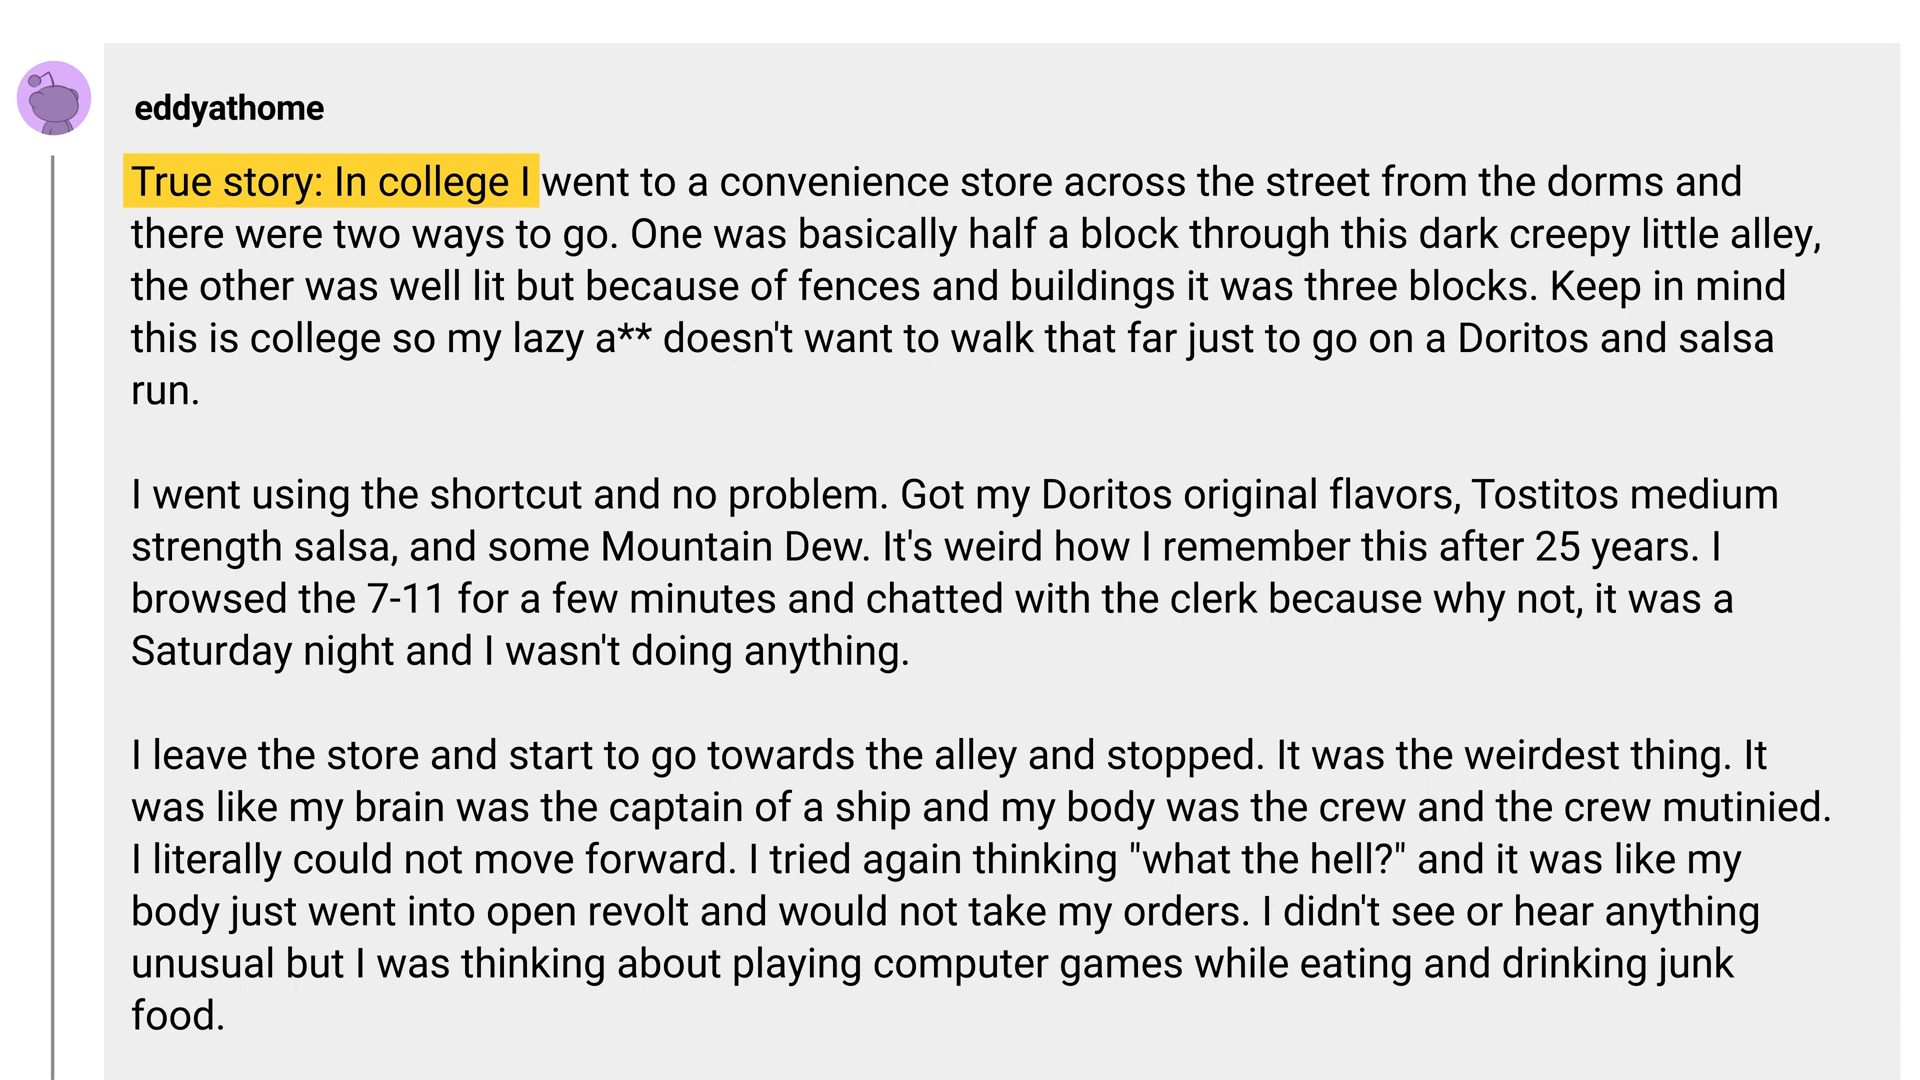 eddyathome
True story: In college I went to a convenience store across the street from the dorms and
there were two ways to go. One was basically half a block through this dark creepy little alley,
the other was well lit but because of fences and buildings it was three blocks. Keep in mind
this is college so my lazy a** doesn't want to walk that far just to go on a Doritos and salsa
run.
I went using the shortcut and no problem. Got my Doritos original flavors, Tostitos medium
strength salsa, and some Mountain Dew. It's weird how I remember this after 25 years. I
browsed the 7-11 for a few minutes and chatted with the clerk because why not, it was a
Saturday night and I wasn't doing anything.
I leave the store and start to go towards the alley and stopped. It was the weirdest thing. It
was like my brain was the captain of a ship and my body was the crew and the crew mutinied.
I literally could not move forward. I tried again thinking "what the hell?" and it was like my
body just went into open revolt and would not take my orders. I didn't see or hear anything
unusual but I was thinking about playing computer games while eating and drinking junk
food.